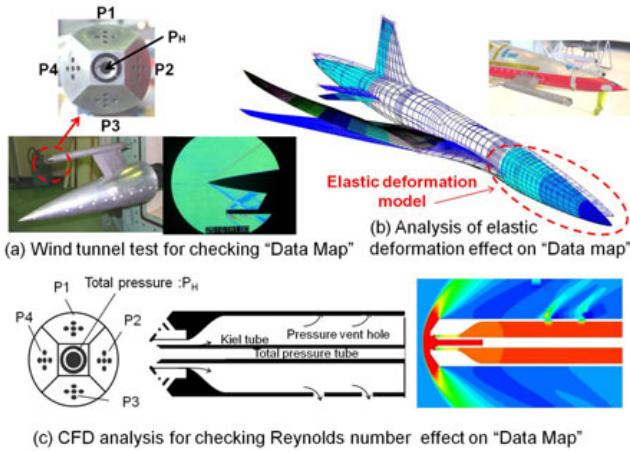 P1
PH
P4
P2
P3
Elastic deformation
model
(a) Wind tunnel test for checking “Data Map”
(b) Analysis of elastic
deformation effect on “Data map”
Total pressure :PH
P1
P4
P2
P3
Kiel tube
Pressure vent hole
Total pressure tube
(c) CFD analysis for checking Reynolds number effect on “Data Map”